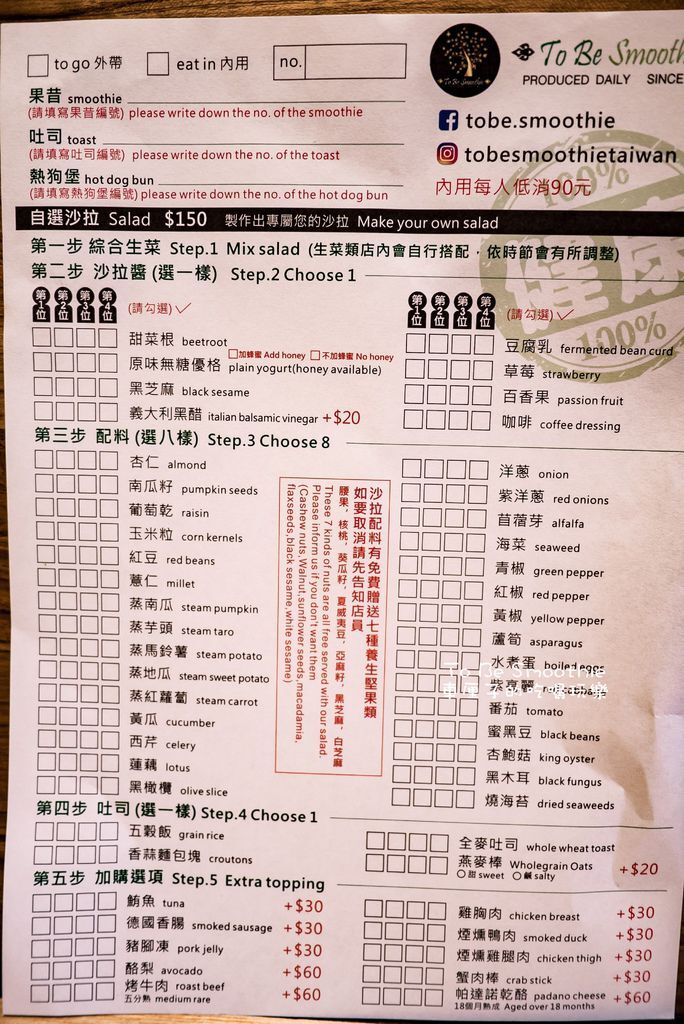 to go 外帶 eat in 內用 no.
To Be Smooth
PRODUCED DAILY SINCE
果昔 smoothie
(請填寫果昔編號) please write down the no. of the smoothie
吐司 toast
(請填寫吐司編號) please write down the no. of the toast
熱狗堡 hot dog bun
(請填寫熱狗堡編號) please write down the no. of the hot dog bun
tobe.smoothie
tobesmoothietaiwan
內用每人低消90元
100%
健康
100%
自選沙拉 Salad $150 製作出專屬您的沙拉 Make your own salad
第一步 綜合生菜 Step.1 Mix salad (生菜類店內會自行搭配，依時節會有所調整)
第二步 沙拉醬 (選一樣) Step.2 Choose 1
第1位 第2位 第3位 第4位 (請勾選)✓
甜菜根 beetroot
原味無糖優格 加蜂蜜 Add honey 不加蜂蜜 No honey
plain yogurt(honey available)
黑芝麻 black sesame
義大利黑醋 italian balsamic vinegar +$20
第1位 第2位 第3位 第4位 (請勾選)✓
豆腐乳 fermented bean curd
草莓 strawberry
百香果 passion fruit
咖啡 coffee dressing
第三步 配料 (選八樣) Step.3 Choose 8
杏仁 almond
南瓜籽 pumpkin seeds
葡萄乾 raisin
玉米粒 corn kernels
紅豆 red beans
薏仁 millet
蒸南瓜 steam pumpkin
蒸芋頭 steam taro
蒸馬鈴薯 steam potato
蒸地瓜 steam sweet potato
蒸紅蘿蔔 steam carrot
黃瓜 cucumber
西芹 celery
蓮藕 lotus
黑橄欖 olive slice
沙拉配料有免費贈送七種養生堅果類
如要取消請先告知店員
腰果，核桃，葵瓜籽，夏威夷豆，亞麻籽，黑芝麻，白芝麻
These 7 kinds of nuts are all free served with our salad.
Please inform us if you don't want them
(Cashew nuts,Walnut,sunflower seeds,macadamia,
flaxseeds,black sesame,white sesame)
洋蔥 onion
紫洋蔥 red onions
苜蓿芽 alfalfa
海菜 seaweed
青椒 green pepper
紅椒 red pepper
黃椒 yellow pepper
蘆筍 asparagus
水煮蛋 boiled eggs
To Be Smoothie
紫高麗
番茄 tomato
蜜黑豆 black beans
杏鮑菇 king oyster
黑木耳 black fungus
燒海苔 dried seaweeds
第四步 吐司 (選一樣) Step.4 Choose 1
五穀飯 grain rice
香蒜麵包塊 croutons
全麥吐司 whole wheat toast
燕麥棒 Wholegrain Oats +$20
甜 sweet 鹹 salty
第五步 加購選項 Step.5 Extra topping
鮪魚 tuna +$30
德國香腸 smoked sausage +$30
豬腳凍 pork jelly +$30
酪梨 avocado +$60
烤牛肉 roast beef +$60
五分熟 medium rare
雞胸肉 chicken breast +$30
煙燻鴨肉 smoked duck +$30
煙燻雞腿肉 chicken thigh +$30
蟹肉棒 crab stick +$30
帕達諾乾酪 padano cheese +$60
18個月熟成 Aged over 18 months